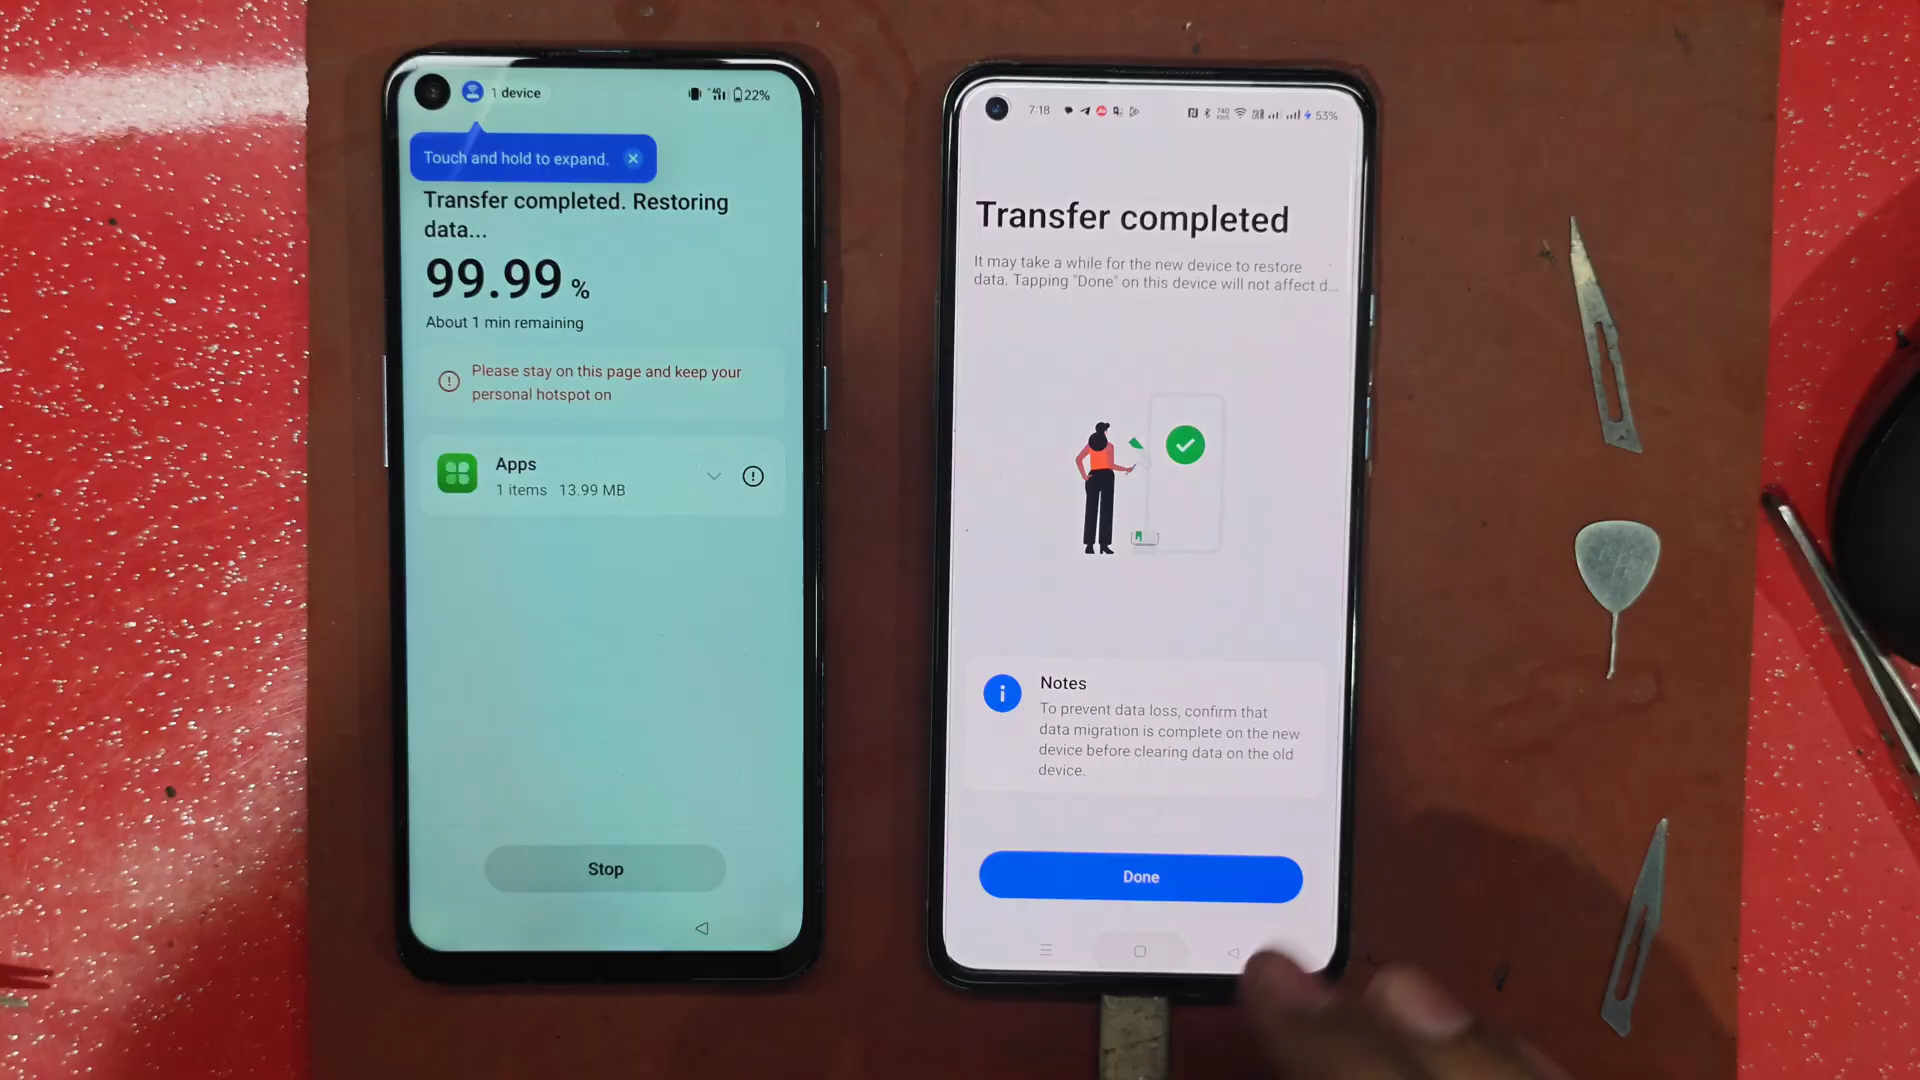 1 device
22%
Touch and hold to expand.
Transfer completed. Restoring
data...
99.99 %
About 1 min remaining
Please stay on this page and keep your
personal hotspot on
Apps
1 items 13.99 MB
Stop
7:18
53%
Transfer completed
It may take a while for the new device to restore
data. Tapping "Done" on this device will not affect d...
Notes
To prevent data loss, confirm that
data migration is complete on the new
device before clearing data on the old
device.
Done